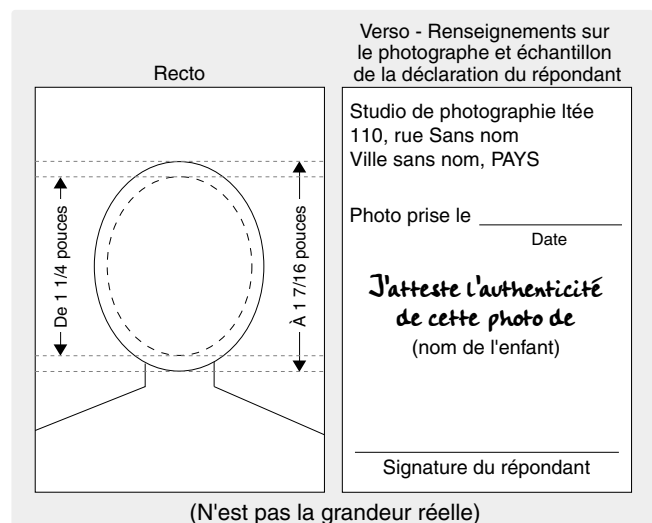 Recto
De 1 1/4 pouces
À 1 7/16 pouces
Verso - Renseignements sur
le photographe et échantillon
de la déclaration du répondant
Studio de photographie ltée
110, rue Sans nom
Ville sans nom, PAYS
Photo prise le
Date
J'atteste l'authenticité
de cette photo de
(nom de l'enfant)
Signature du répondant
(N'est pas la grandeur réelle)